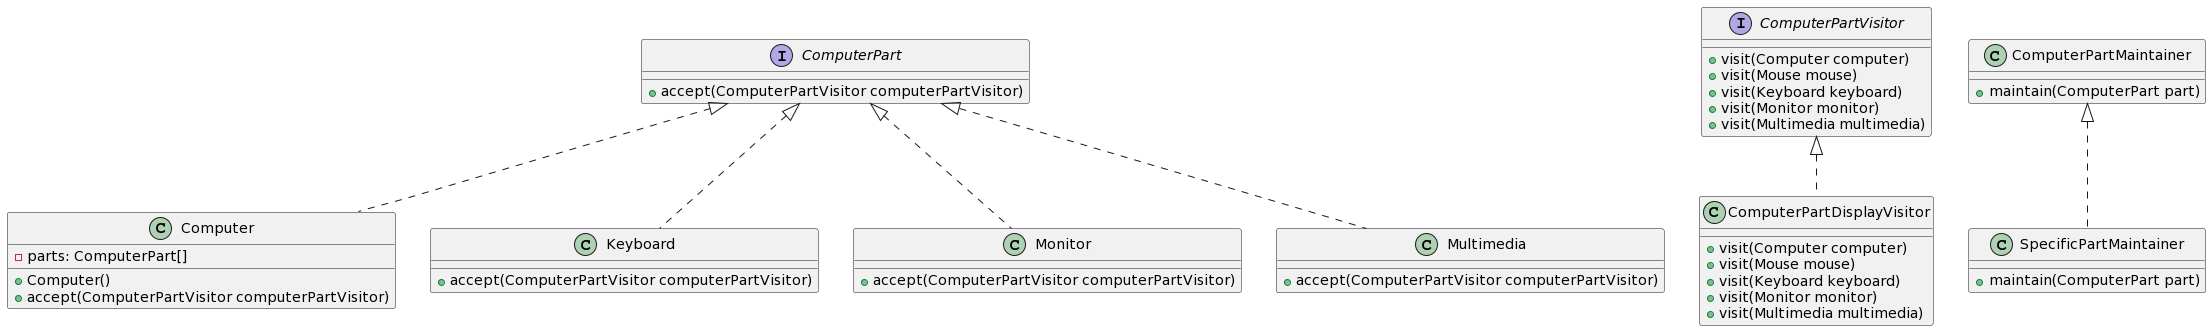 I ComputerPart
accept(ComputerPartVisitor computerPartVisitor)
I ComputerPartVisitor
visit(Computer computer)
visit(Mouse mouse)
visit(Keyboard keyboard)
visit(Monitor monitor)
visit(Multimedia multimedia)
C ComputerPartMaintainer
maintain(ComputerPart part)
C Computer
parts: ComputerPart[]
Computer()
accept(ComputerPartVisitor computerPartVisitor)
C Keyboard
accept(ComputerPartVisitor computerPartVisitor)
C Monitor
accept(ComputerPartVisitor computerPartVisitor)
C Multimedia
accept(ComputerPartVisitor computerPartVisitor)
C ComputerPartDisplayVisitor
visit(Computer computer)
visit(Mouse mouse)
visit(Keyboard keyboard)
visit(Monitor monitor)
visit(Multimedia multimedia)
C SpecificPartMaintainer
maintain(ComputerPart part)